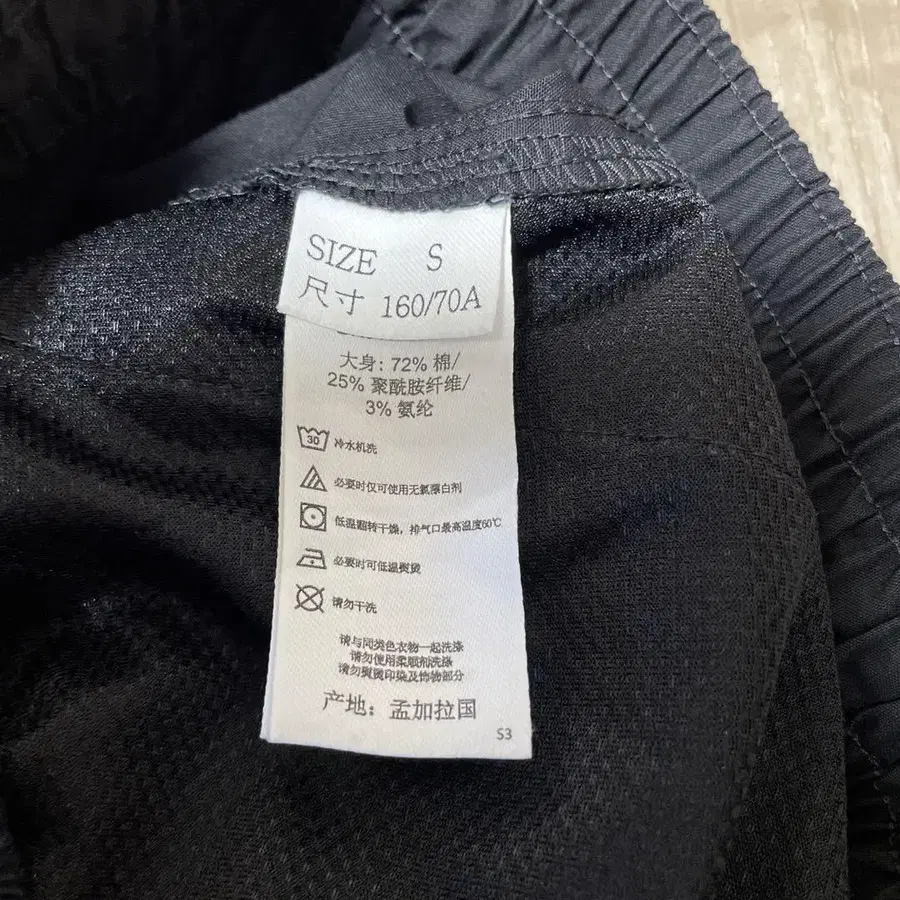 SIZE S
尺寸 160/70A
大身: 72% 棉/
25% 聚酰胺纤维/
3% 氨纶
30 冷水机洗
必要时仅可使用无氯漂白剂
低温翻转干燥，排气口最高温度60℃
必要时可低温熨烫
请勿干洗
请与同类色衣物一起洗涤
请勿使用柔顺剂洗涤
请勿熨烫印染及饰物部分
产地: 孟加拉国
S3